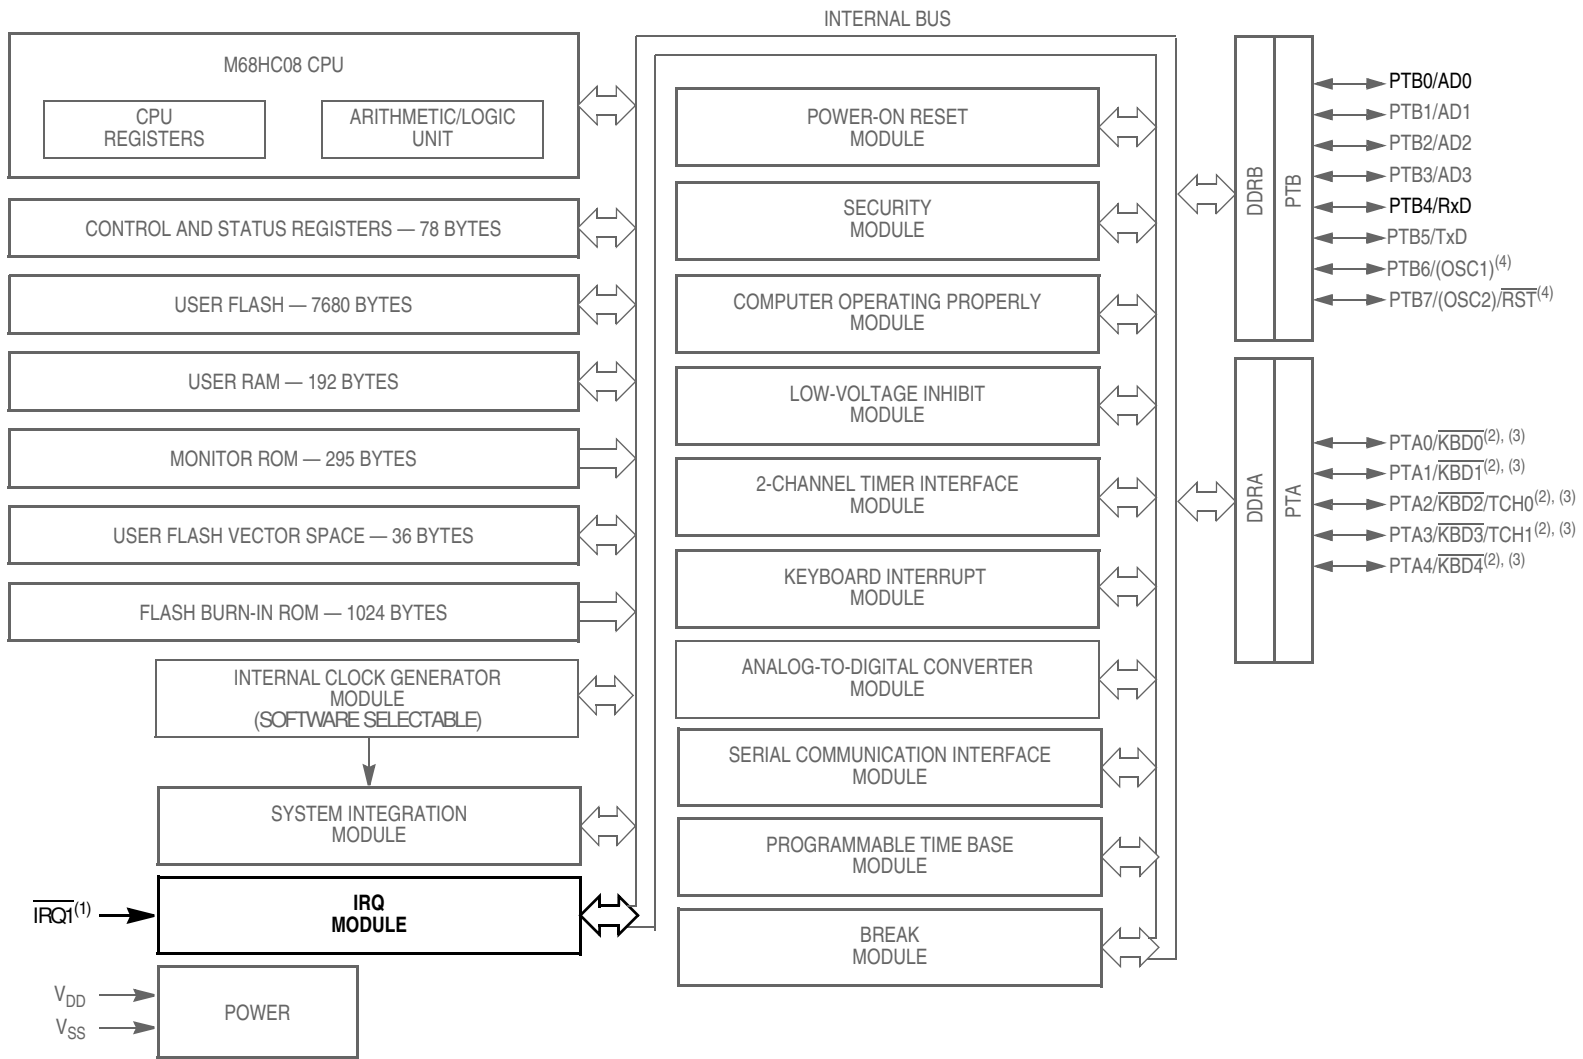 INTERNAL BUS
M68HC08 CPU
CPU
REGISTERS
ARITHMETIC/LOGIC
UNIT
CONTROL AND STATUS REGISTERS — 78 BYTES
USER FLASH — 7680 BYTES
USER RAM — 192 BYTES
MONITOR ROM — 295 BYTES
USER FLASH VECTOR SPACE — 36 BYTES
FLASH BURN-IN ROM — 1024 BYTES
INTERNAL CLOCK GENERATOR
MODULE
(SOFTWARE SELECTABLE)
SYSTEM INTEGRATION
MODULE
IRQ1(1)
IRQ
MODULE
VDD
VSS
POWER
POWER-ON RESET
MODULE
SECURITY
MODULE
COMPUTER OPERATING PROPERLY
MODULE
LOW-VOLTAGE INHIBIT
MODULE
2-CHANNEL TIMER INTERFACE
MODULE
KEYBOARD INTERRUPT
MODULE
ANALOG-TO-DIGITAL CONVERTER
MODULE
SERIAL COMMUNICATION INTERFACE
MODULE
PROGRAMMABLE TIME BASE
MODULE
BREAK
MODULE
DDRB
PTB
PTB0/AD0
PTB1/AD1
PTB2/AD2
PTB3/AD3
PTB4/RxD
PTB5/TxD
PTB6/(OSC1)(4)
PTB7/(OSC2)/RST(4)
DDRA
PTA
PTA0/KBD0(2), (3)
PTA1/KBD1(2), (3)
PTA2/KBD2/TCH0(2), (3)
PTA3/KBD3/TCH1(2), (3)
PTA4/KBD4(2), (3)